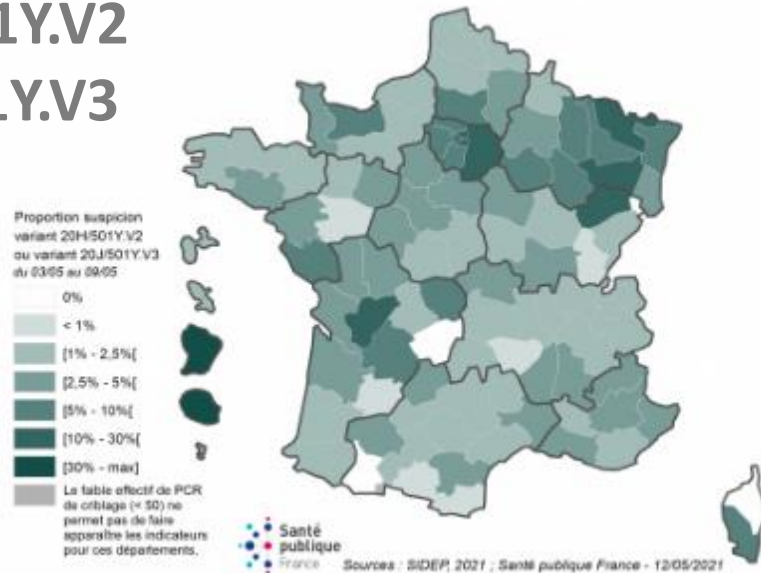 1Y.V2
1Y.V3
Proportion suspicion
variant 20H/501Y.V2
ou variant 20J/501Y.V3
du 03/05 au 09/05
0%
< 1%
[1% - 2,5%[
[2,5% - 5%[
[5% - 10%[
[10% - 30%[
[30% - max]
Le faible effectif de PCR
de criblage (< 50) ne
permet pas de faire
apparaître les indicateurs
pour ces départements.
Santé
publique
France
Sources : SIDEP, 2021 ; Santé publique France - 12/05/2021